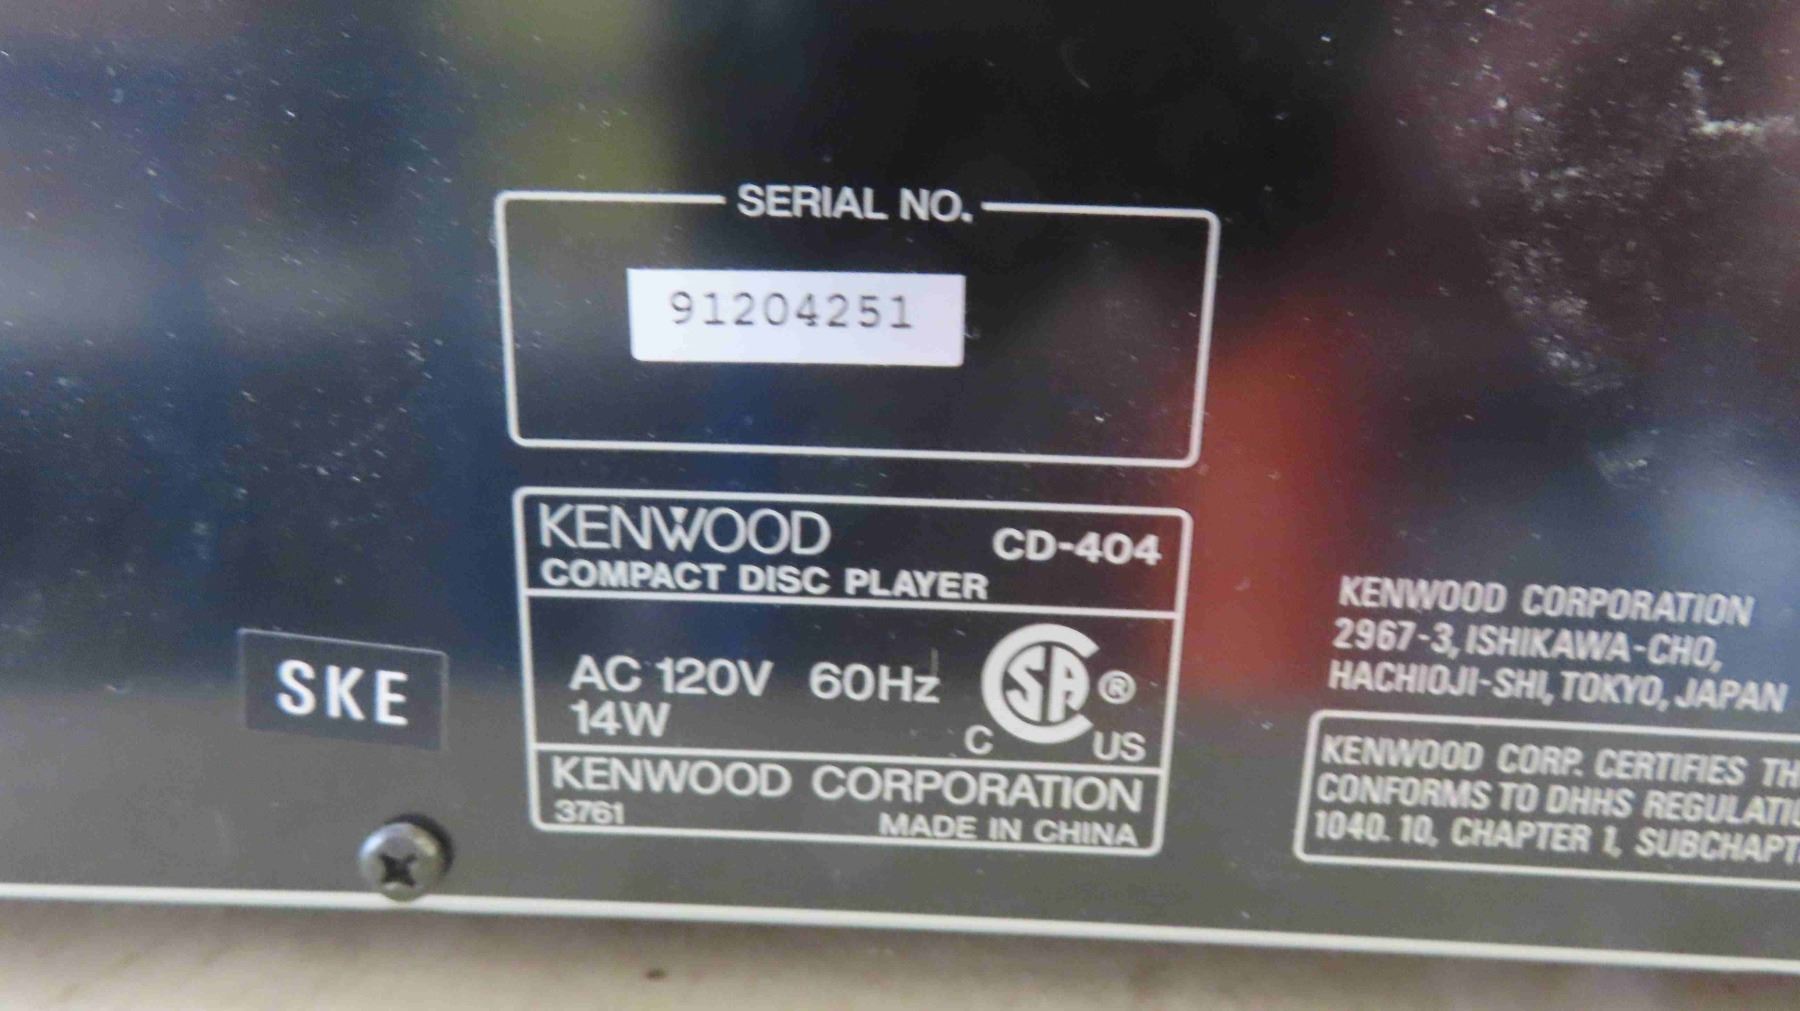 SERIAL NO.
91204251
KENWOOD CD-404
COMPACT DISC PLAYER
AC 120V 60Hz
14W
SA ®
C US
KENWOOD CORPORATION
3761 MADE IN CHINA
SKE
KENWOOD CORPORATION
2967-3, ISHIKAWA-CHO,
HACHIOJI-SHI, TOKYO, JAPAN
KENWOOD CORP. CERTIFIES
CONFORMS TO DHHS
1040.10, CHAPTER 1,